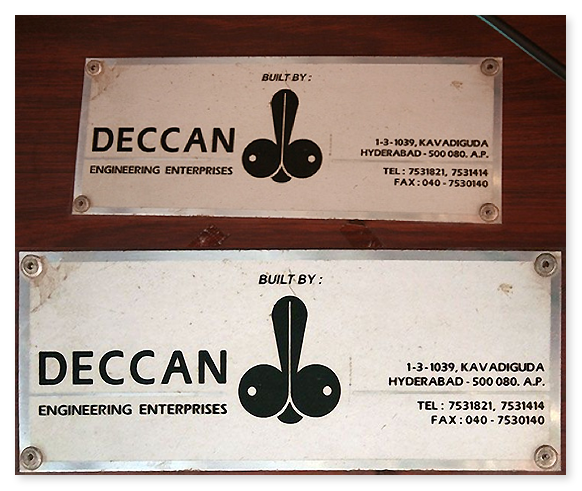 BUILT BY :
DECCAN
ENGINEERING ENTERPRISES
1-3-1039, KAVADIGUDA
HYDERABAD - 500 080. A.P.
TEL : 7531821, 7531414
FAX : 040 - 7530140
BUILT BY :
DECCAN
ENGINEERING ENTERPRISES
1-3-1039, KAVADIGUDA
HYDERABAD - 500 080. A.P.
TEL : 7531821, 7531414
FAX : 040 - 7530140